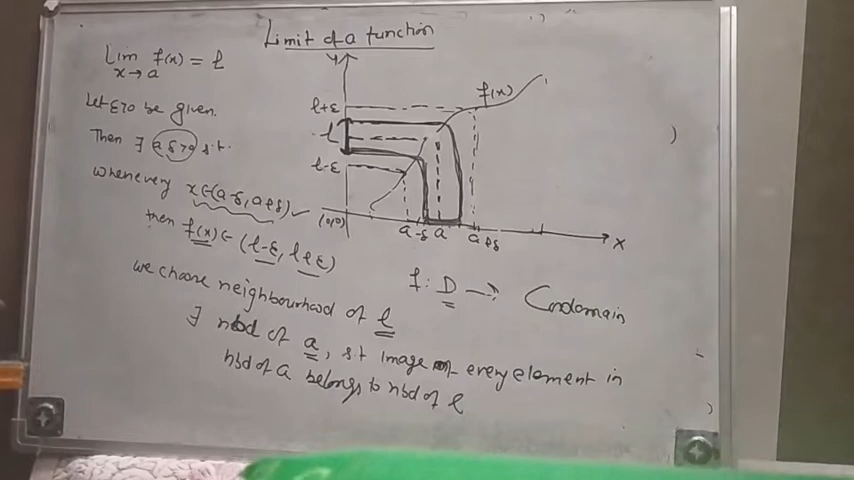 Limit of a function
Lim f(x) = l
x→a
Let ε>0 be given.
Then ∃ a δ>0 s.t.
whenevery x∈(a-δ, a+δ)
then f(x)∈(l-ε, l+ε)
we choose neighbourhood of l
∃ nbd of a, s.t image of every element in
nbd of a belongs to nbd of l
y
l+ε
l
l-ε
(0,0)
a-δ a a+δ
x
f(x)
f: D → Codomain